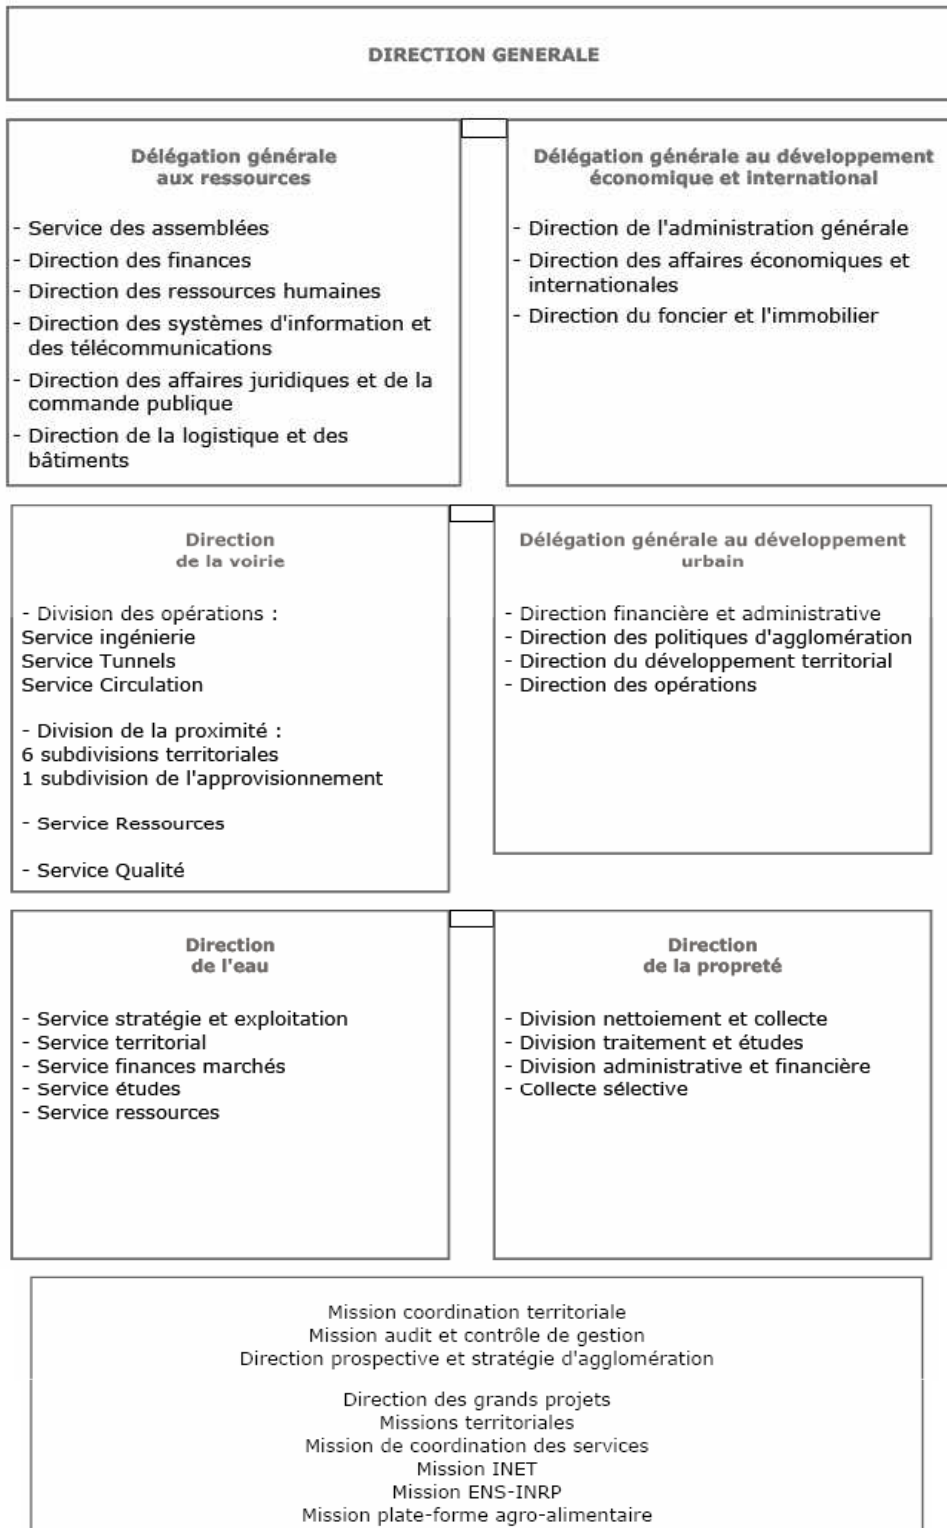 DIRECTION GENERALE
Délégation générale
aux ressources
- Service des assemblées
- Direction des finances
- Direction des ressources humaines
- Direction des systèmes d'information et
des télécommunications
- Direction des affaires juridiques et de la
commande publique
- Direction de la logistique et des
bâtiments
Délégation générale au développement
économique et international
- Direction de l'administration générale
- Direction des affaires économiques et
internationales
- Direction du foncier et l'immobilier
Direction
de la voirie
- Division des opérations :
Service ingénierie
Service Tunnels
Service Circulation
- Division de la proximité :
6 subdivisions territoriales
1 subdivision de l'approvisionnement
- Service Ressources
- Service Qualité
Délégation générale au développement
urbain
- Direction financière et administrative
- Direction des politiques d'agglomération
- Direction du développement territorial
- Direction des opérations
Direction
de l'eau
- Service stratégie et exploitation
- Service territorial
- Service finances marchés
- Service études
- Service ressources
Direction
de la propreté
- Division nettoiement et collecte
- Division traitement et études
- Division administrative et financière
- Collecte sélective
Mission coordination territoriale
Mission audit et contrôle de gestion
Direction prospective et stratégie d'agglomération
Direction des grands projets
Missions territoriales
Mission de coordination des services
Mission INET
Mission ENS-INRP
Mission plate-forme agro-alimentaire